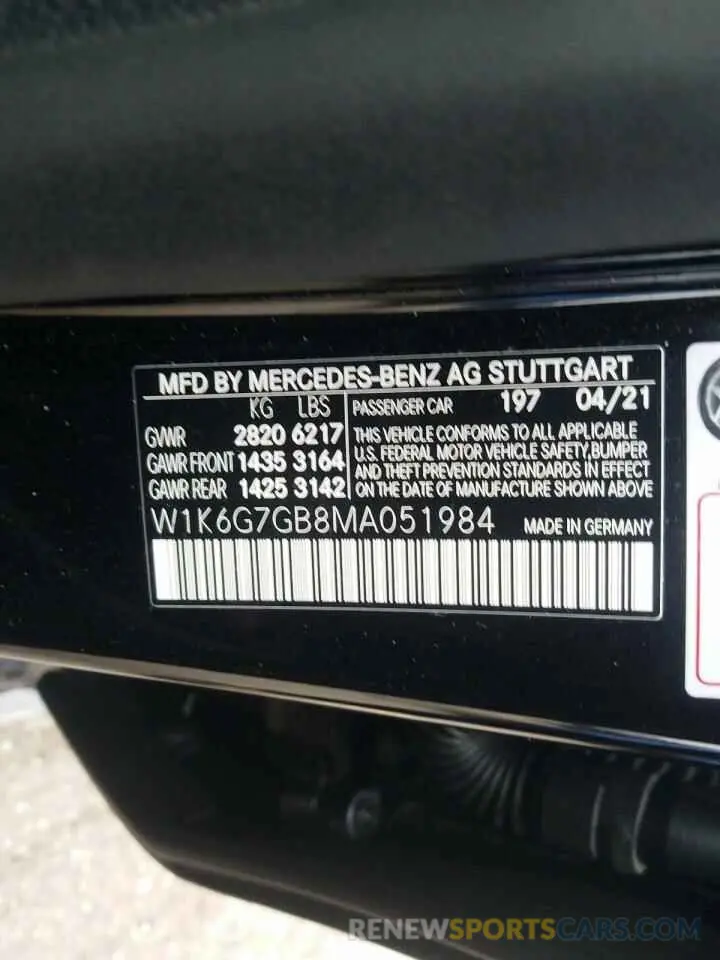 MFD BY MERCEDES-BENZ AG STUTTGART
KG LBS
GVWR 2820 6217
GAWR FRONT 1435 3164
GAWR REAR 1425 3142
PASSENGER CAR 197 04/21
THIS VEHICLE CONFORMS TO ALL APPLICABLE
U.S. FEDERAL MOTOR VEHICLE SAFETY,BUMPER
AND THEFT PREVENTION STANDARDS IN EFFECT
ON THE DATE OF MANUFACTURE SHOWN ABOVE
W1K6G7GB8MA051984 MADE IN GERMANY
RENEWSPORTSCARS.COM